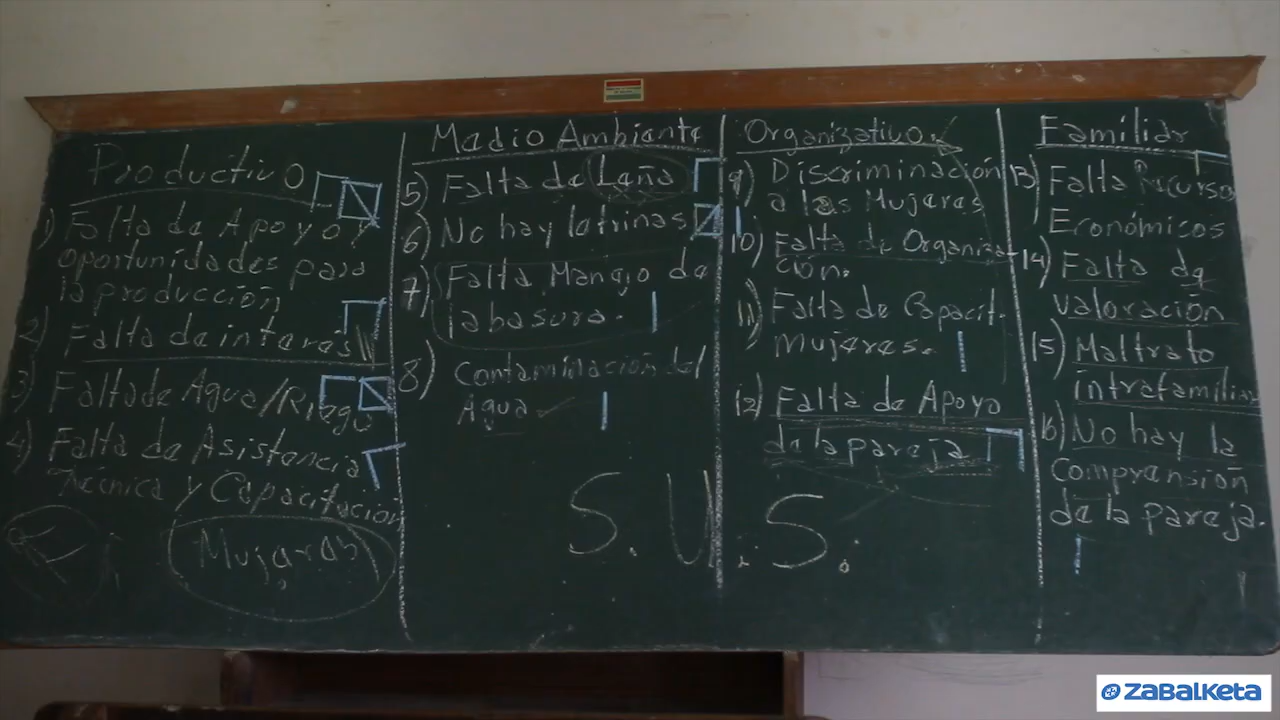 Productivo
1) Falta de Apoyo y
oportunidades para
la producción
2) Falta de interes
3) Falta de Agua/Riego
4) Falta de Asistencia
Técnica y Capacitación
Mujeres
Medio Ambiente
5) Falta de Leña
6) No hay letrinas
7) Falta Manejo de
la basura.
8) Contaminación del
Agua
S.U.S.
Organizativo
9) Discriminación
a las Mujeres
10) Falta de Organiza-
ción.
11) Falta de Capacit.
Mujeres.
12) Falta de Apoyo
de la pareja
Familiar
13) Falta Recursos
Económicos
14) Falta de
valoración
15) Maltrato
intrafamiliar
16) No hay la
Comprensión
de la pareja.
ZABALKETA